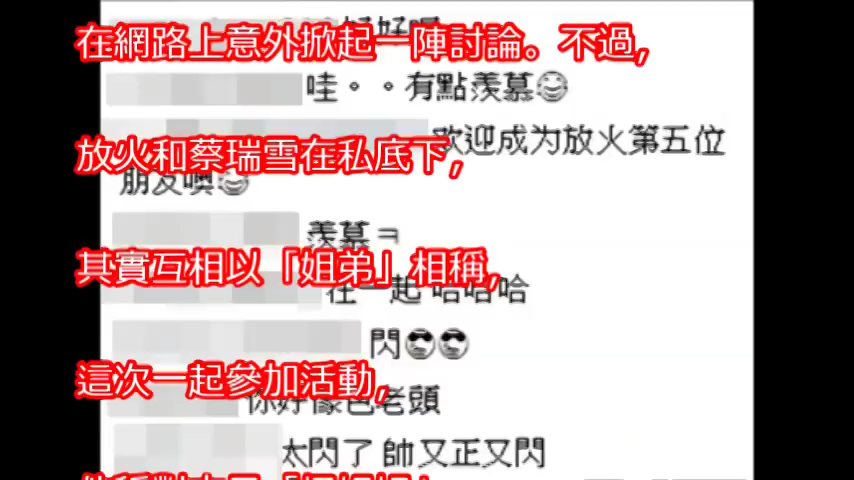 在網路上意外掀起一陣討論。不過，
哇。。有點羨慕
放火和蔡瑞雪在私底下，
欢迎成为放火第五位
朋友噢
羨慕ㄱ
其實互相以「姐弟」相稱，
在一起 哈哈哈
閃
這次一起參加活動，
你好像色老頭
太閃了 帥又正又閃